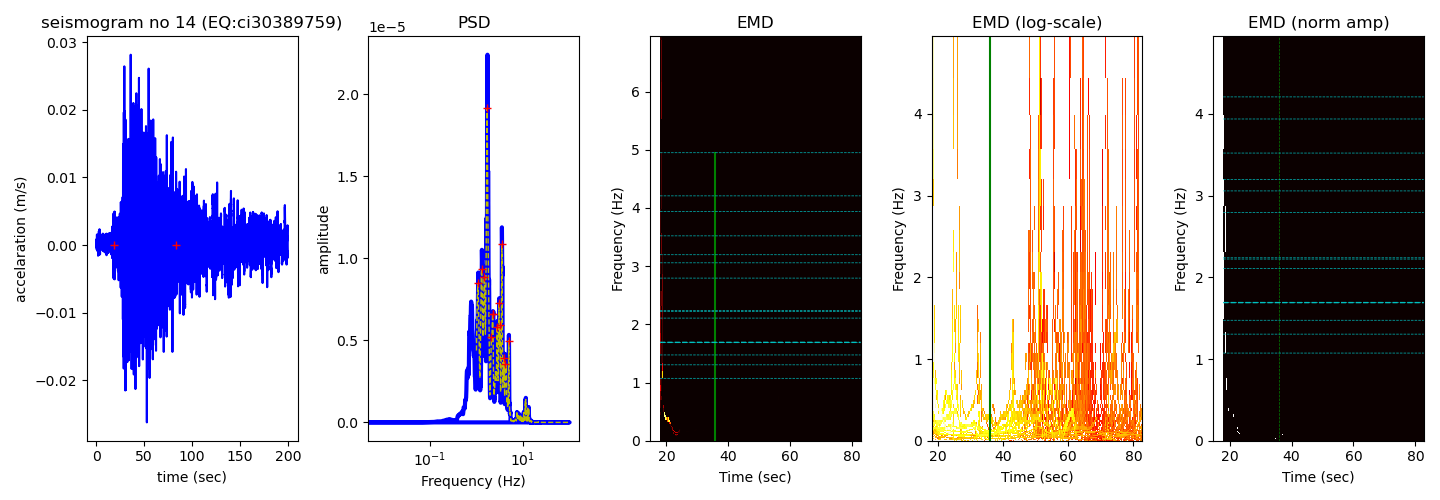 seismogram no 14 (EQ:ci30389759)
0.03
0.02
0.01
0.00
−0.01
−0.02
accelaration (m/s)
0
50
100
150
200
time (sec)
PSD
1e−5
2.0
1.5
1.0
0.5
0.0
amplitude
10⁻¹
10¹
Frequency (Hz)
EMD
6
5
4
3
2
1
0
Frequency (Hz)
20
40
60
80
Time (sec)
EMD (log-scale)
4
3
2
1
0
Frequency (Hz)
20
40
60
80
Time (sec)
EMD (norm amp)
4
3
2
1
0
Frequency (Hz)
20
40
60
80
Time (sec)